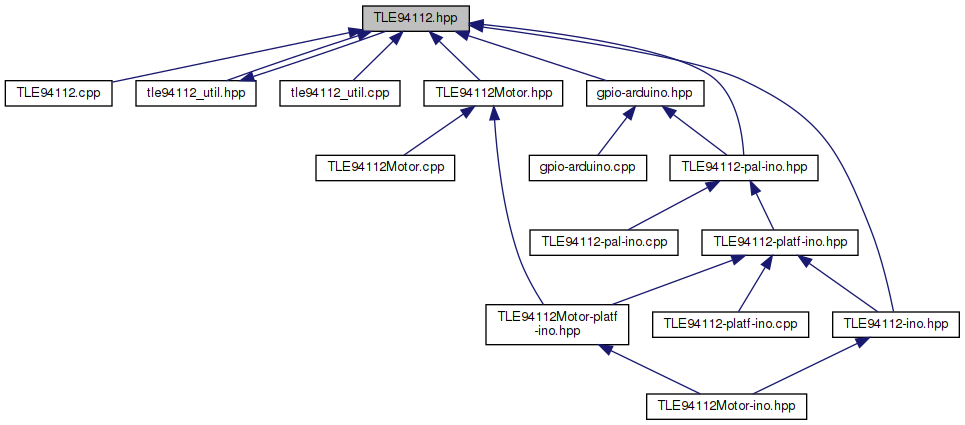 TLE94112.hpp
TLE94112.cpp
tle94112_util.hpp
tle94112_util.cpp
TLE94112Motor.hpp
gpio-arduino.hpp
TLE94112Motor.cpp
gpio-arduino.cpp
TLE94112-pal-ino.hpp
TLE94112-pal-ino.cpp
TLE94112-platf-ino.hpp
TLE94112Motor-platf
-ino.hpp
TLE94112-platf-ino.cpp
TLE94112-ino.hpp
TLE94112Motor-ino.hpp